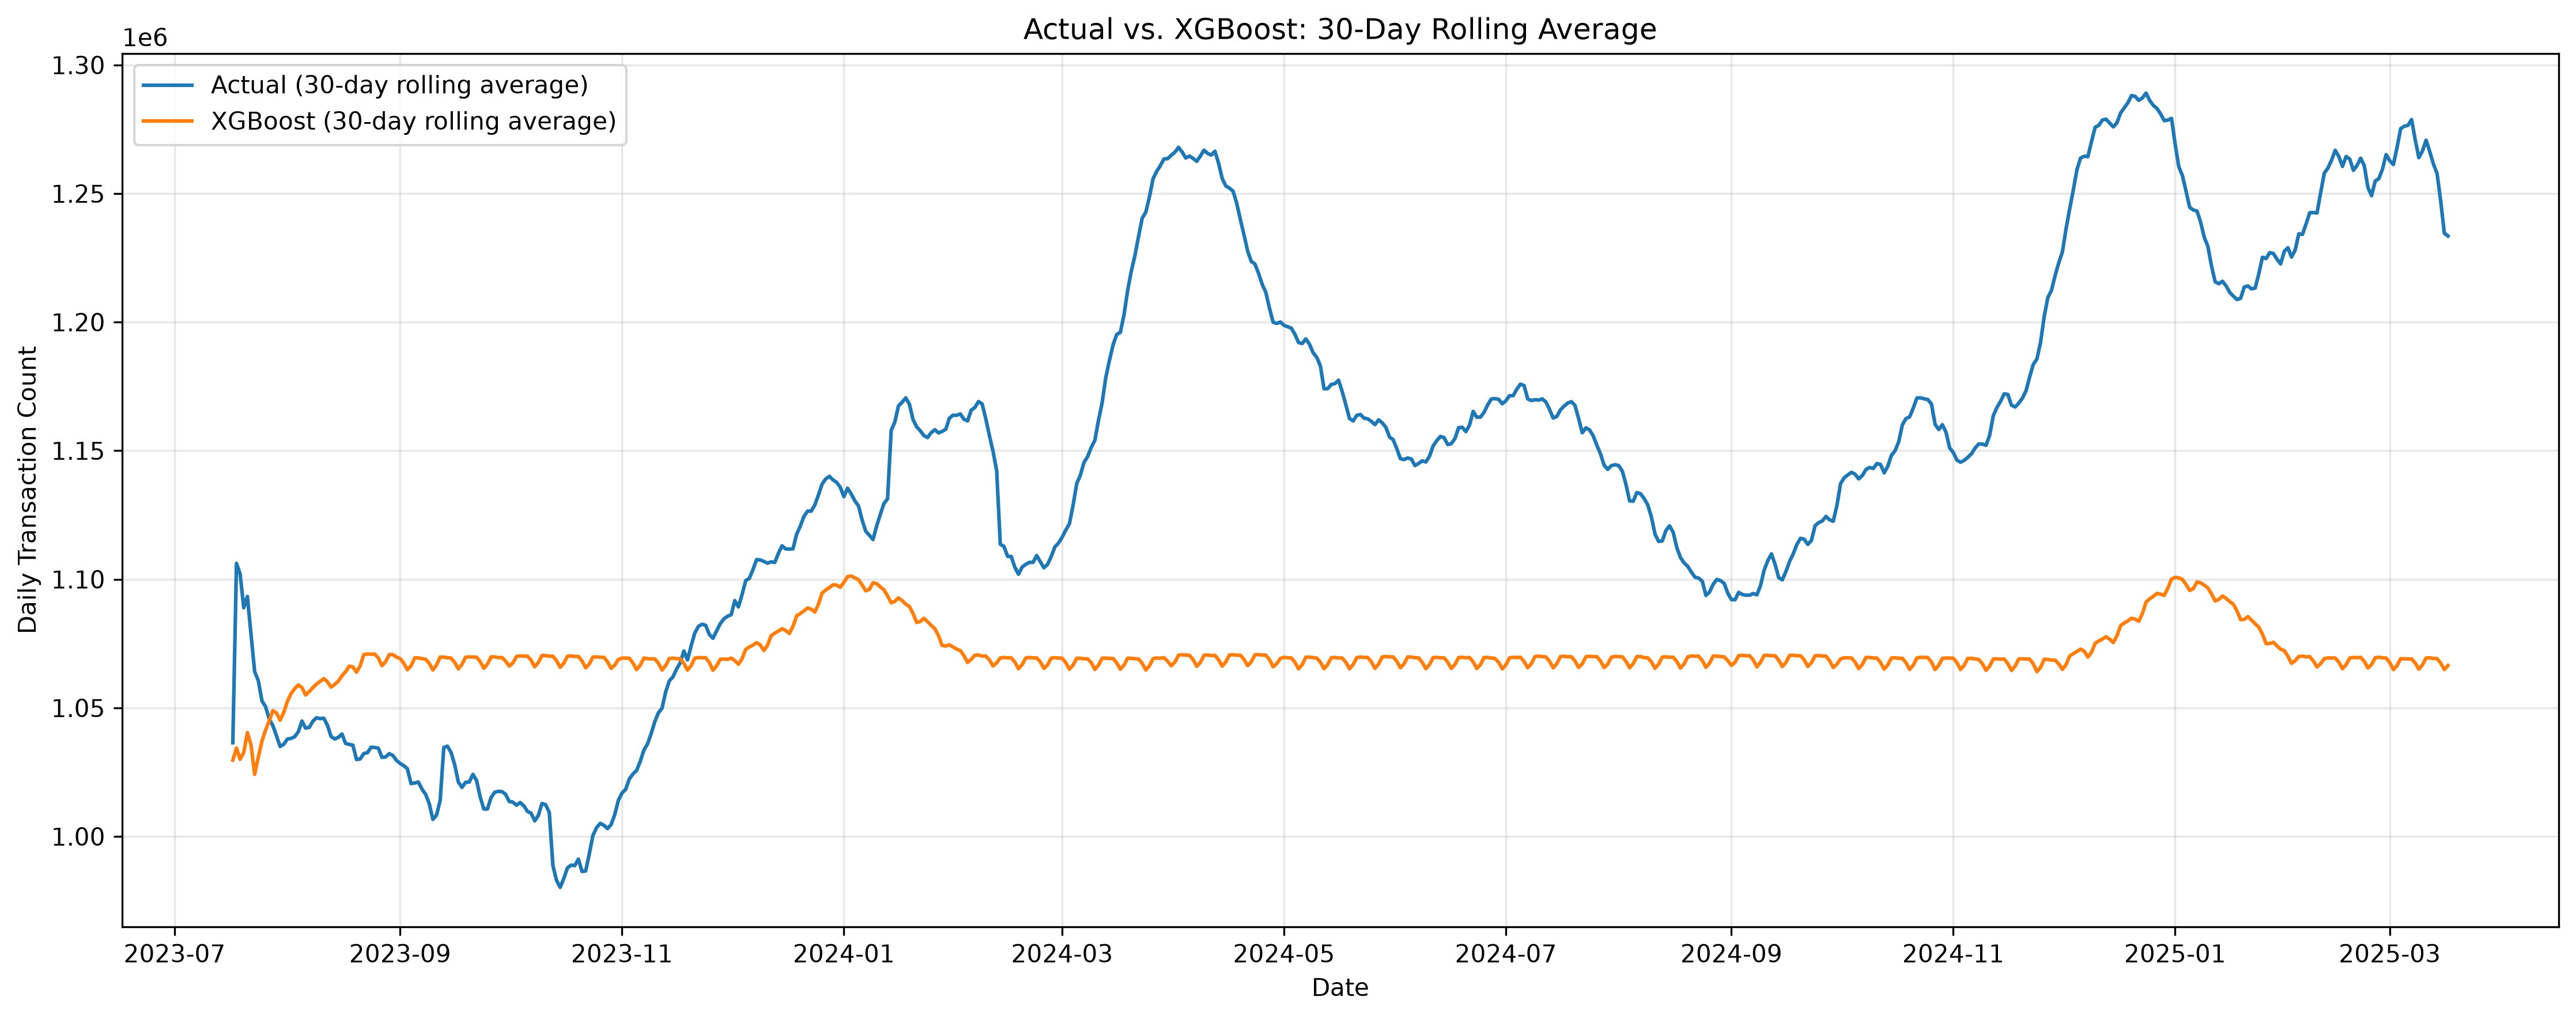 Actual vs. XGBoost: 30-Day Rolling Average
1e6
Actual (30-day rolling average)
XGBoost (30-day rolling average)
1.30
1.25
1.20
1.15
1.10
1.05
1.00
Daily Transaction Count
2023-07 2023-09 2023-11 2024-01 2024-03 2024-05 2024-07 2024-09 2024-11 2025-01 2025-03
Date